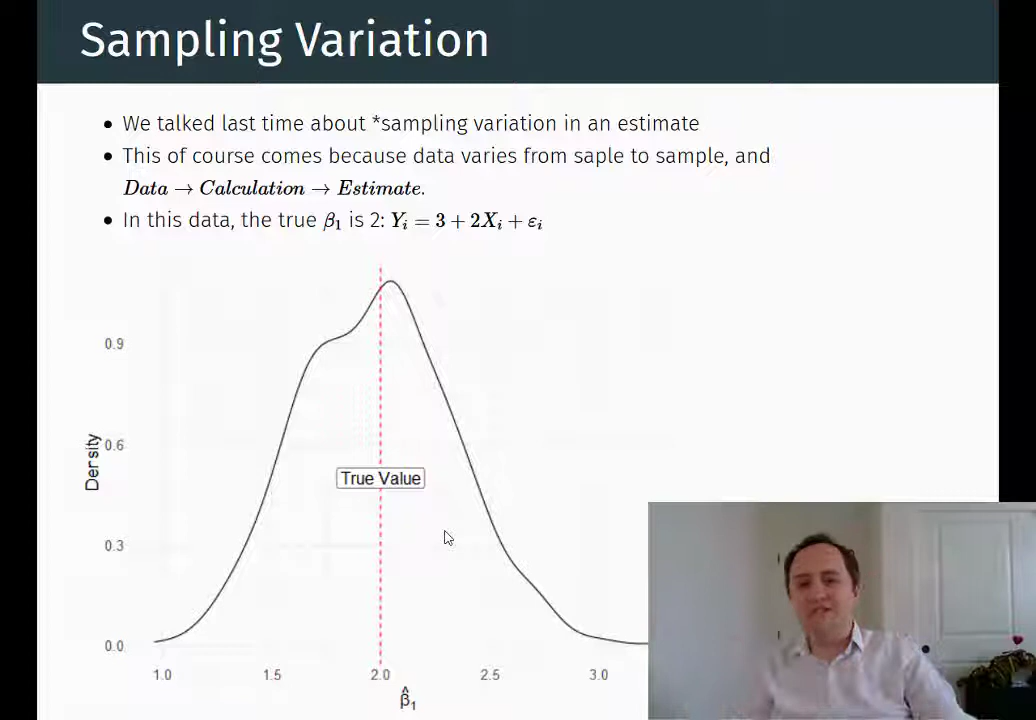 Sampling Variation
We talked last time about *sampling variation in an estimate
This of course comes because data varies from saple to sample, and
Data → Calculation → Estimate.
In this data, the true β₁ is 2: Yᵢ = 3 + 2Xᵢ + εᵢ
0.9
0.6
0.3
0.0
Density
True Value
1.0 1.5 2.0 2.5 3.0
β̂₁